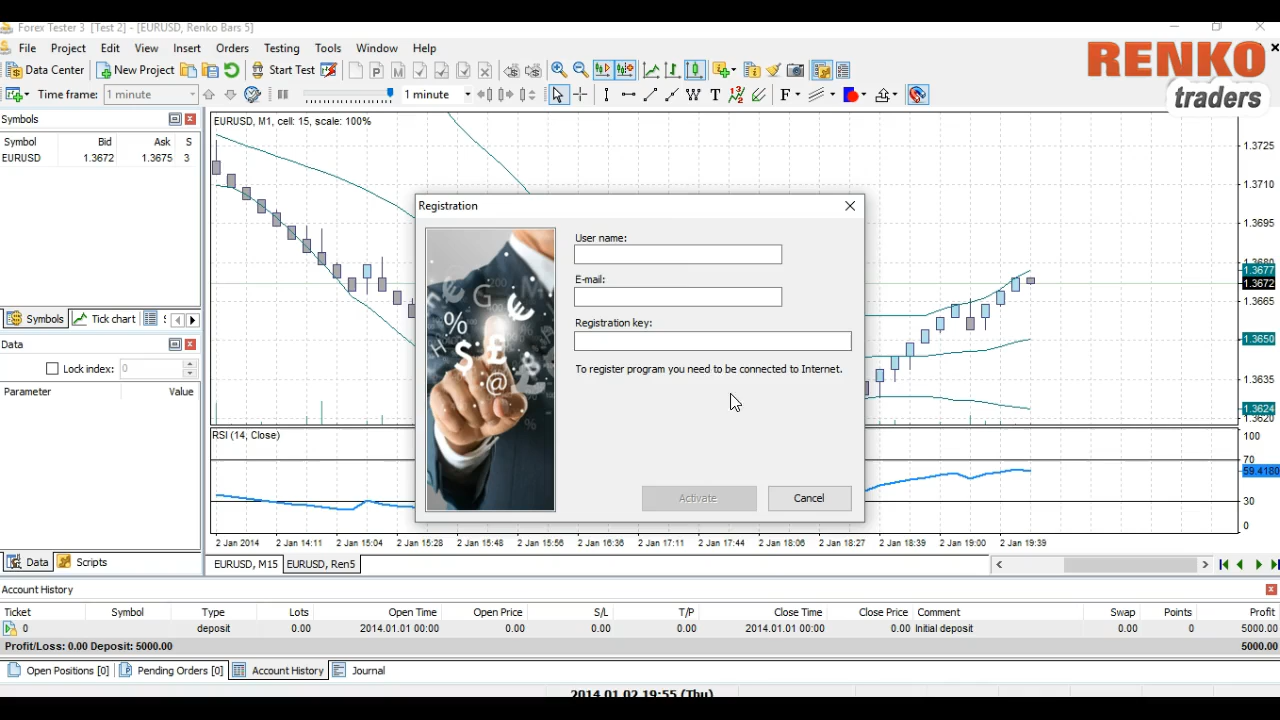 Forex Tester 3 [Test 2] - [EURUSD, Renko Bars 5]
File Project Edit View Insert Orders Testing Tools Window Help
RENKO
traders
Data Center New Project Start Test
Time frame: 1 minute 1 minute
Symbols
Symbol Bid Ask S
EURUSD 1.3672 1.3675 3
Symbols Tick chart
Data
Lock index: 0
Parameter Value
Data Scripts
EURUSD, M1, cell: 15, scale: 100%
1.3725
1.3710
1.3695
1.3680
1.3677
1.3672
1.3665
1.3650
1.3635
1.3624
1.3620
Registration
User name:
E-mail:
Registration key:
To register program you need to be connected to Internet.
Activate Cancel
RSI (14, Close)
100
70
59.4180
30
0
2 Jan 2014 2 Jan 14:11 2 Jan 15:04 2 Jan 15:28 2 Jan 15:48 2 Jan 15:56 2 Jan 16:36 2 Jan 17:11 2 Jan 17:44 2 Jan 18:06 2 Jan 18:27 2 Jan 18:39 2 Jan 19:00 2 Jan 19:39
EURUSD, M15 EURUSD, Ren5
Account History
Ticket Symbol Type Lots Open Time Open Price S/L T/P Close Time Close Price Comment Swap Points Profit
0 deposit 0.00 2014.01.01 00:00 0.00 0.00 0.00 2014.01.01 00:00 0.00 Initial deposit 0.00 0 5000.00
Profit/Loss: 0.00 Deposit: 5000.00 5000.00
Open Positions [0] Pending Orders [0] Account History Journal
2014.01.02 19:55 (Thu)